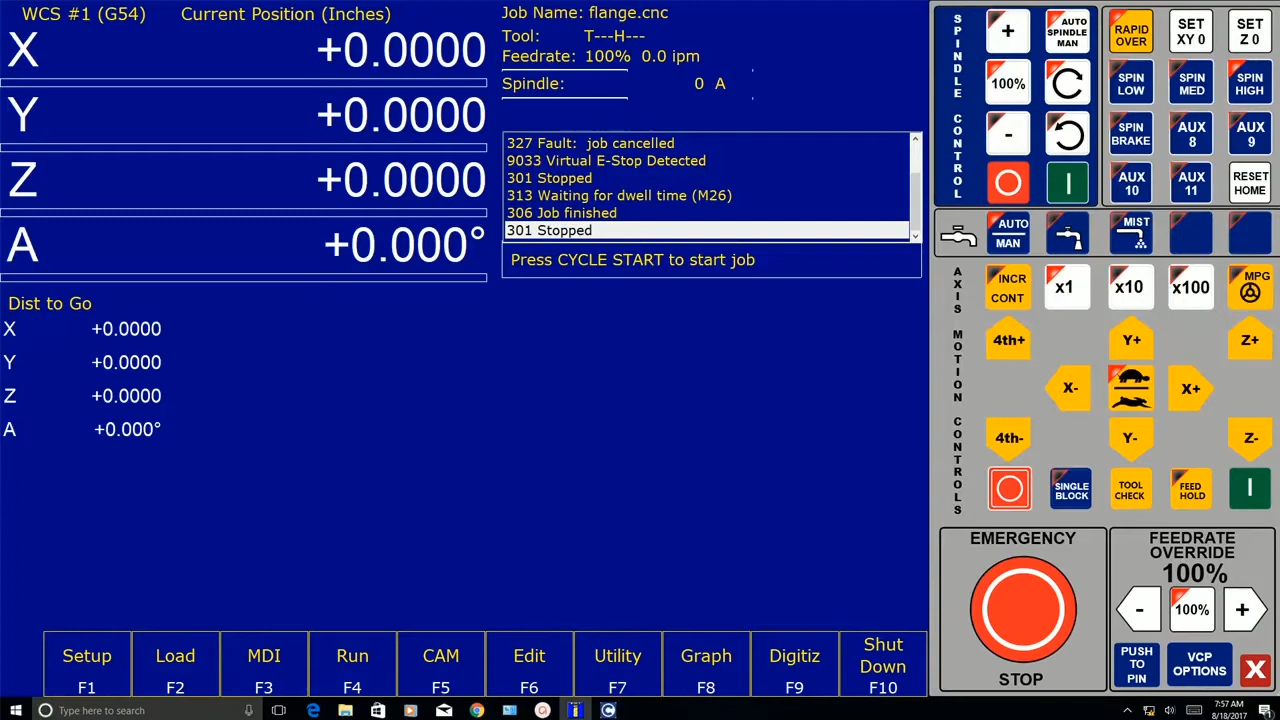 WCS #1 (G54) Current Position (Inches)
X +0.0000
Y +0.0000
Z +0.0000
A +0.000°
Dist to Go
X +0.0000
Y +0.0000
Z +0.0000
A +0.000°
Job Name: flange.cnc
Tool: T---H---
Feedrate: 100% 0.0 ipm
Spindle: 0 A
327 Fault: job cancelled
9033 Virtual E-Stop Detected
301 Stopped
313 Waiting for dwell time (M26)
306 Job finished
301 Stopped
Press CYCLE START to start job
Setup
F1
Load
F2
MDI
F3
Run
F4
CAM
F5
Edit
F6
Utility
F7
Graph
F8
Digitiz
F9
Shut
Down
F10
SPINDLE CONTROL
+
AUTO
SPINDLE
MAN
100%
-
RAPID
OVER
SET
XY 0
SET
Z 0
SPIN
LOW
SPIN
MED
SPIN
HIGH
SPIN
BRAKE
AUX
8
AUX
9
AUX
10
AUX
11
RESET
HOME
AUTO
MAN
MIST
AXIS MOTION CONTROLS
INCR
CONT
x1
x10
x100
MPG
4th+
Y+
Z+
X-
X+
4th-
Y-
Z-
SINGLE
BLOCK
TOOL
CHECK
FEED
HOLD
EMERGENCY
STOP
FEEDRATE
OVERRIDE
100%
-
100%
+
PUSH
TO
PIN
VCP
OPTIONS
X
Type here to search
7:57 AM
8/18/2017